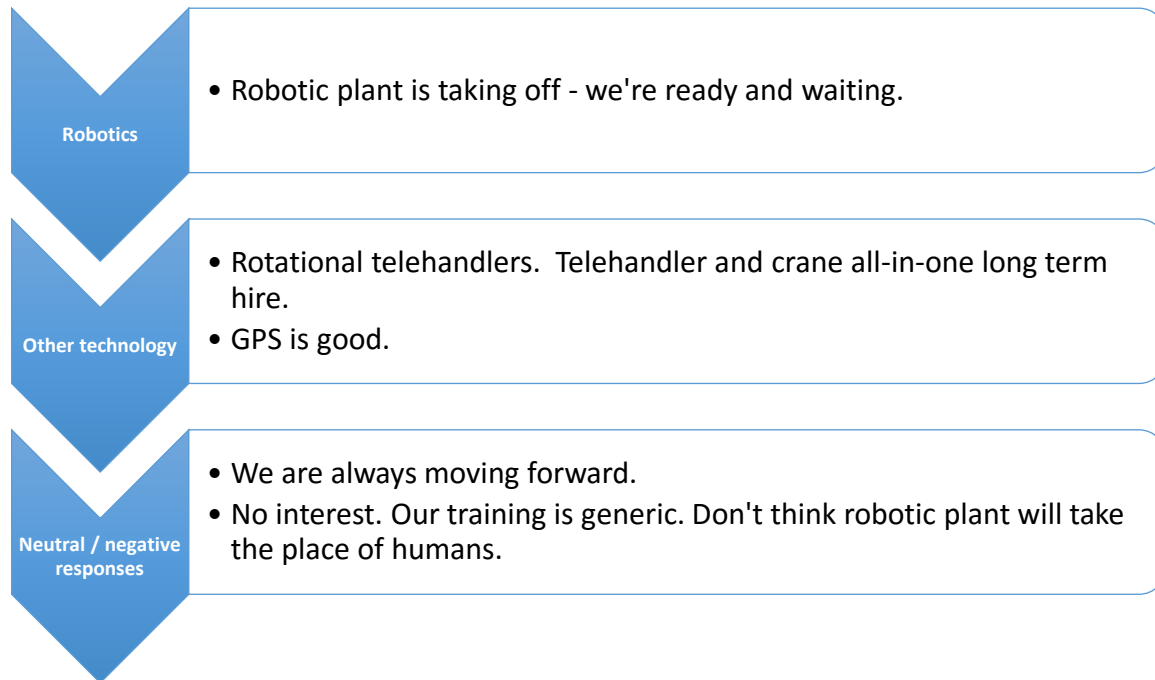 Robotics
• Robotic plant is taking off - we're ready and waiting.
Other technology
• Rotational telehandlers.  Telehandler and crane all-in-one long term
hire.
• GPS is good.
Neutral / negative
responses
• We are always moving forward.
• No interest. Our training is generic. Don't think robotic plant will take
the place of humans.